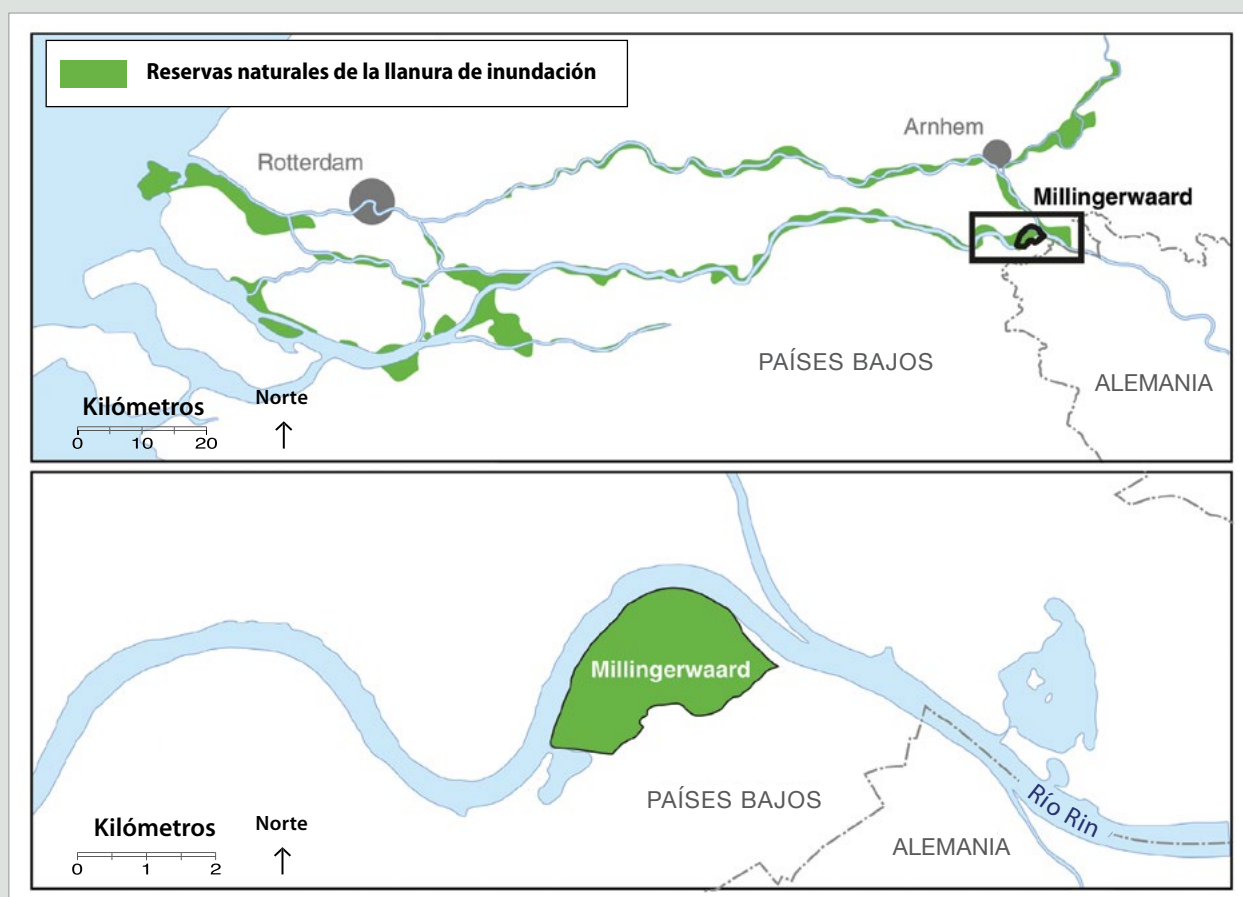 Reservas naturales de la llanura de inundación
Arnhem
Rotterdam
Millingerwaard
PAÍSES BAJOS
ALEMANIA
Kilómetros
Norte
0 10 20
Millingerwaard
PAÍSES BAJOS
Río Rin
ALEMANIA
Kilómetros
Norte
0 1 2